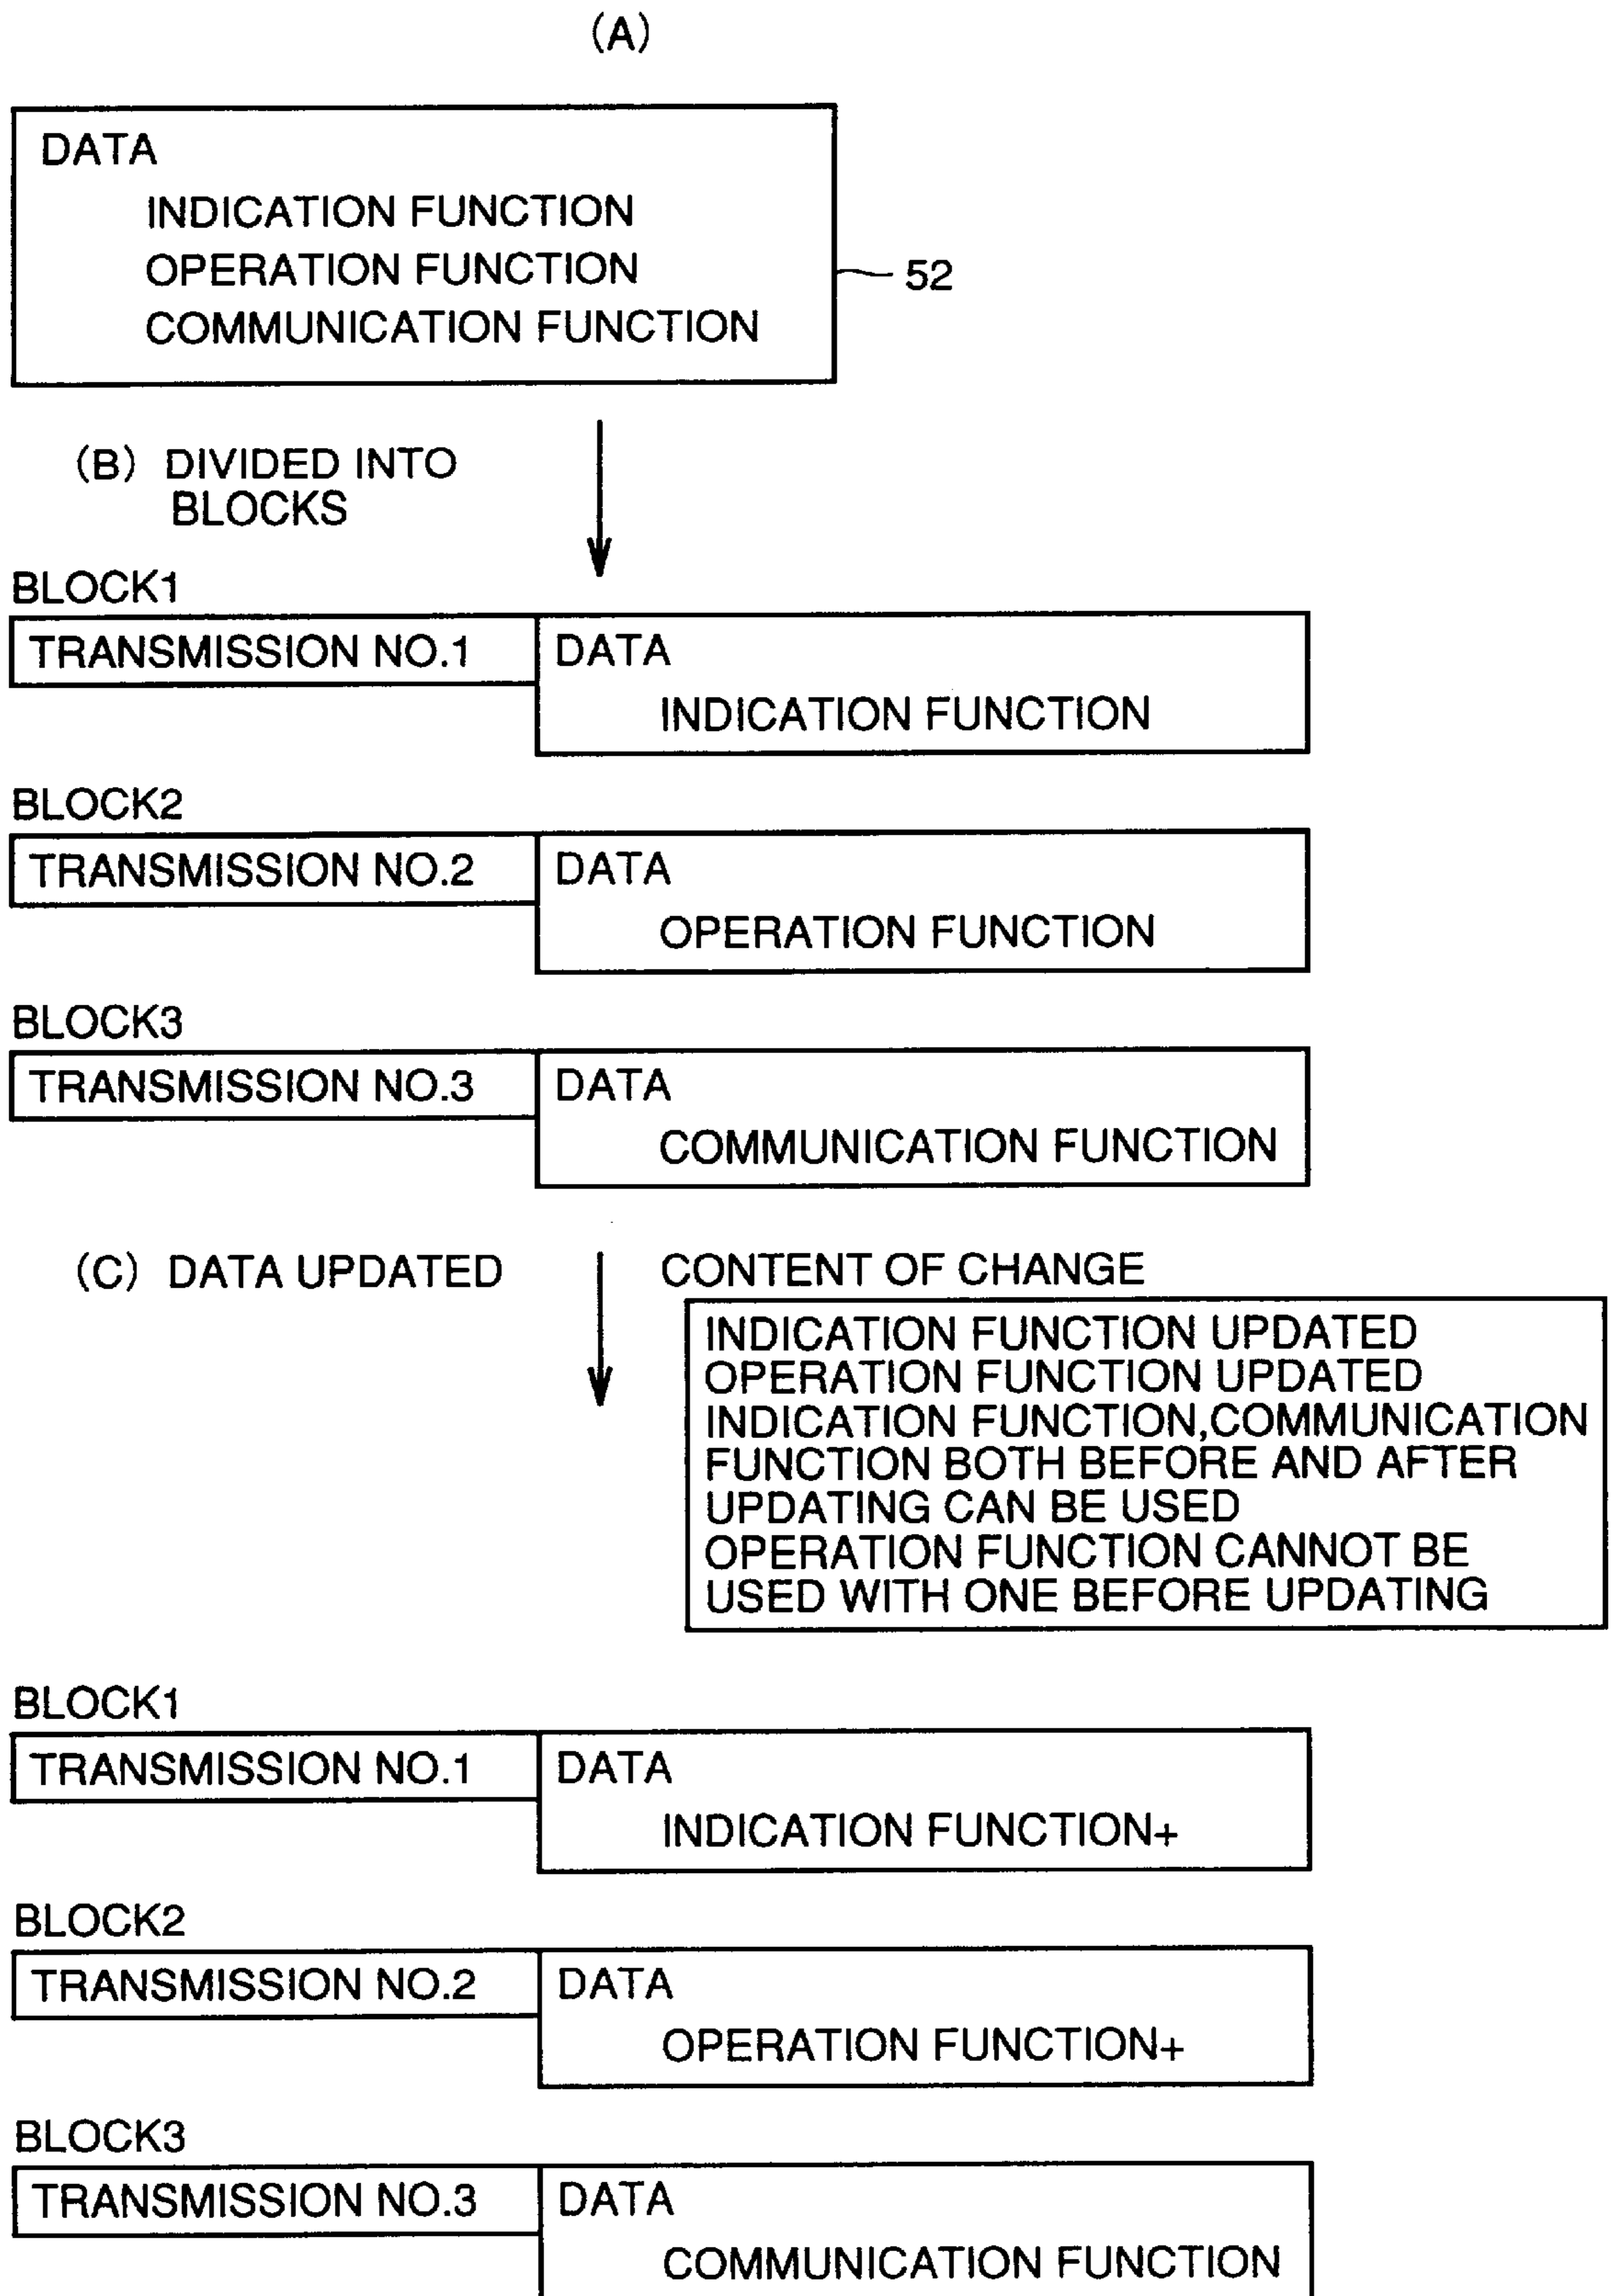 (A)
DATA
INDICATION FUNCTION
OPERATION FUNCTION
COMMUNICATION FUNCTION
52
(B) DIVIDED INTO
BLOCKS
BLOCK1
TRANSMISSION NO.1
DATA
INDICATION FUNCTION
BLOCK2
TRANSMISSION NO.2
DATA
OPERATION FUNCTION
BLOCK3
TRANSMISSION NO.3
DATA
COMMUNICATION FUNCTION
(C) DATA UPDATED
CONTENT OF CHANGE
INDICATION FUNCTION UPDATED
OPERATION FUNCTION UPDATED
INDICATION FUNCTION,COMMUNICATION
FUNCTION BOTH BEFORE AND AFTER
UPDATING CAN BE USED
OPERATION FUNCTION CANNOT BE
USED WITH ONE BEFORE UPDATING
BLOCK1
TRANSMISSION NO.1
DATA
INDICATION FUNCTION+
BLOCK2
TRANSMISSION NO.2
DATA
OPERATION FUNCTION+
BLOCK3
TRANSMISSION NO.3
DATA
COMMUNICATION FUNCTION